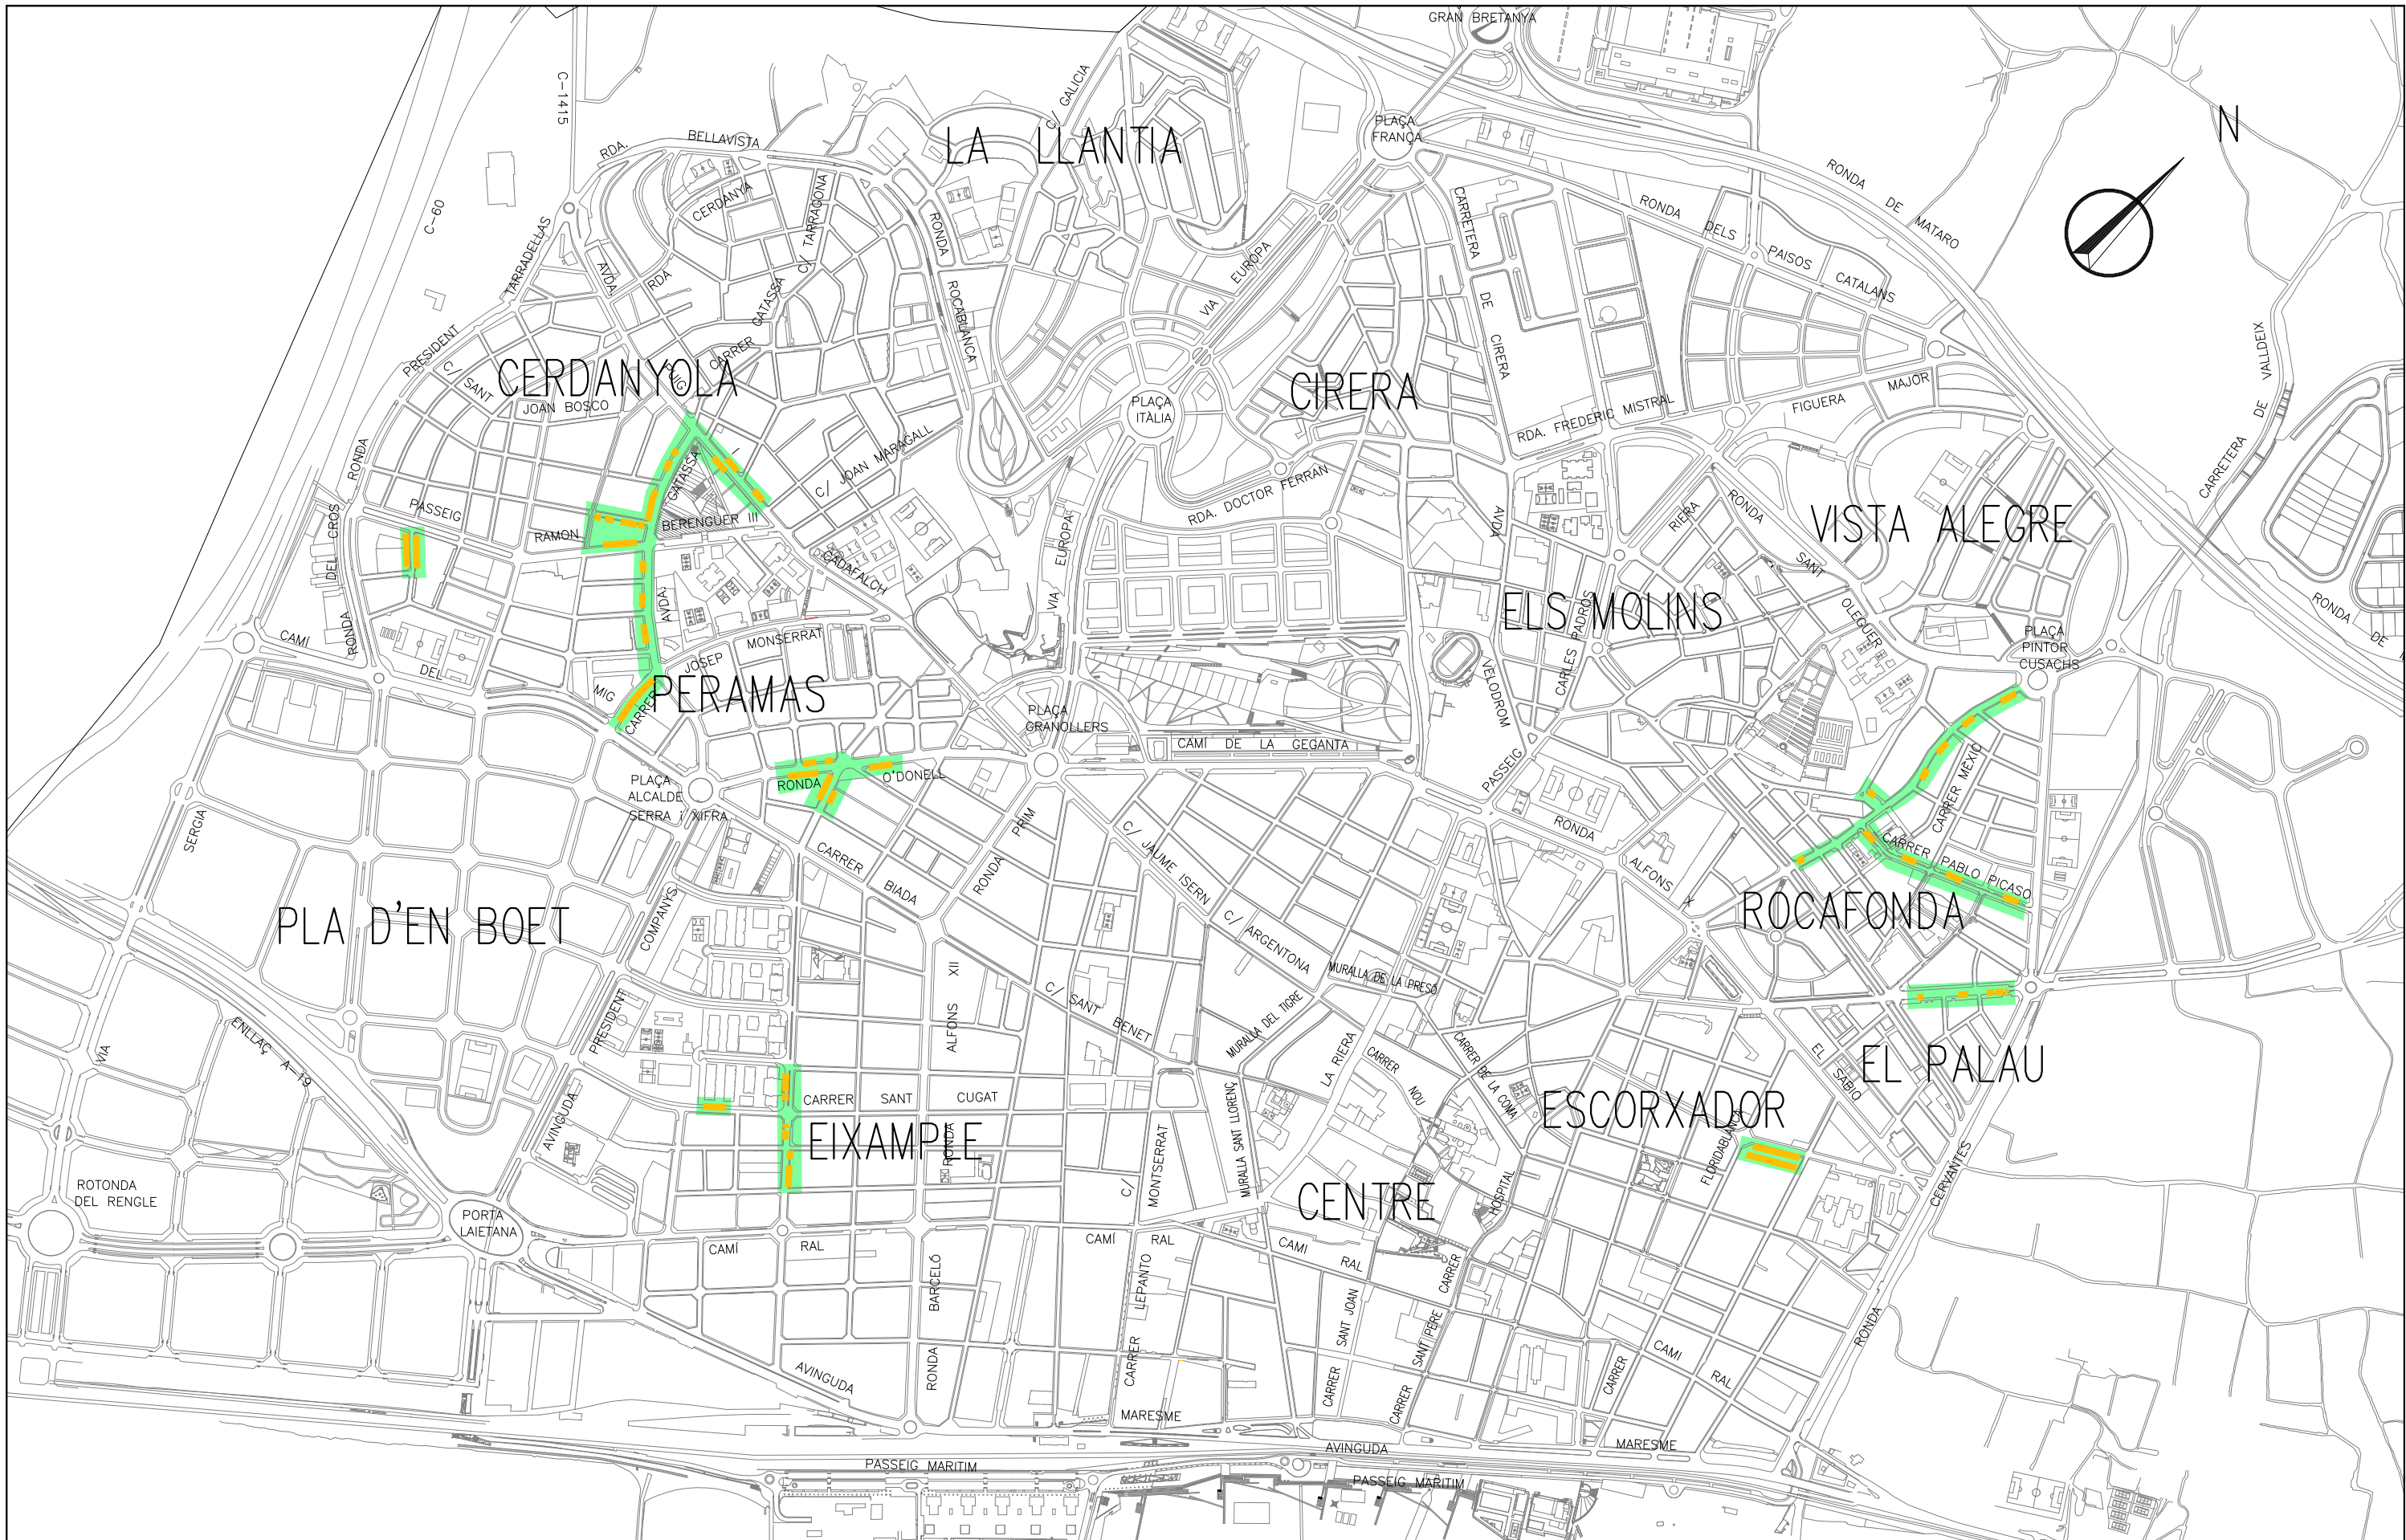 GRAN BRETANYA
C-1415
C/ GALICIA
LA LLANTIA
PLAÇA
FRANÇA
N
RDA.
BELLAVISTA
CERDANYA
C/ TARRAGONA
RONDA
ROCABLANCA
CARRETERA
DE
CIRERA
RONDA
DELS
PAISOS
CATALANS
RONDA
DE
MATARO
C-60
TARRADELLAS
PRESIDENT
RONDA
AVDA
RDA
GATASSA
CARRER
PUIG
VIA
EUROPA
CERDANYOLA
C/ SANT
JOAN BOSCO
PLAÇA
ITÀLIA
CIRERA
RDA. FREDERIC MISTRAL
FIGUERA
MAJOR
CARRETERA
DE
VALLDEIX
C/ JOAN MARAGALL
RDA. DOCTOR FERRAN
GATASSA
I
PASSEIG
RAMON
BERENGUER III
CADAFALCH
VIA
EUROPA
AVDA
RIERA
RONDA
SANT
OLEGUER
VISTA ALEGRE
RONDA
DEL
CROS
CAMÍ
DEL
MIG
AVDA.
JOSEP
MONSERRAT
CARRER
PERAMAS
ELS MOLINS
VELODROM
PASSEIG
CARLES PADROS
PLAÇA
PINTOR
CUSACHS
RONDA
DE
PLAÇA
GRANOLLERS
CAMÍ DE LA GEGANTA
PLAÇA
ALCALDE
SERRA i XIFRA
RONDA
O'DONELL
RONDA
ALFONS
X
CARRER MEXIC
CARRER PABLO PICASO
ROCAFONDA
SERGIA
VIA
PLA D'EN BOET
COMPANYS
PRESIDENT
AVINGUDA
CARRER
BIADA
RONDA
PRIM
C/ JAUME ISERN
C/ ARGENTONA
MURALLA DE LA PRESÓ
MURALLA DEL TIGRE
C/ SANT
BENET
ALFONS
XII
RONDA
ENLLAÇ
A-19
LA RIERA
CARRER
NOU
CARRER DE LA COMA
EL
SABIO
EL PALAU
ESCORXADOR
FLORIDABLANCA
CARRER
SANT
CUGAT
EIXAMPLE
C/
MONTSERRAT
MURALLA SANT LLORENÇ
CENTRE
HOSPITAL
CARRER
CERVANTES
RONDA
ROTONDA
DEL RENGLE
PORTA
LAIETANA
CAMÍ
RAL
CAMÍ
RAL
CAMI
RAL
CAMI
RAL
BARCELÓ
RONDA
LEPANTO
CARRER
SANT JOAN
CARRER
SANT PERE
CARRER
CARRER
AVINGUDA
MARESME
AVINGUDA
MARESME
PASSEIG MARITIM
PASSEIG MARITIM